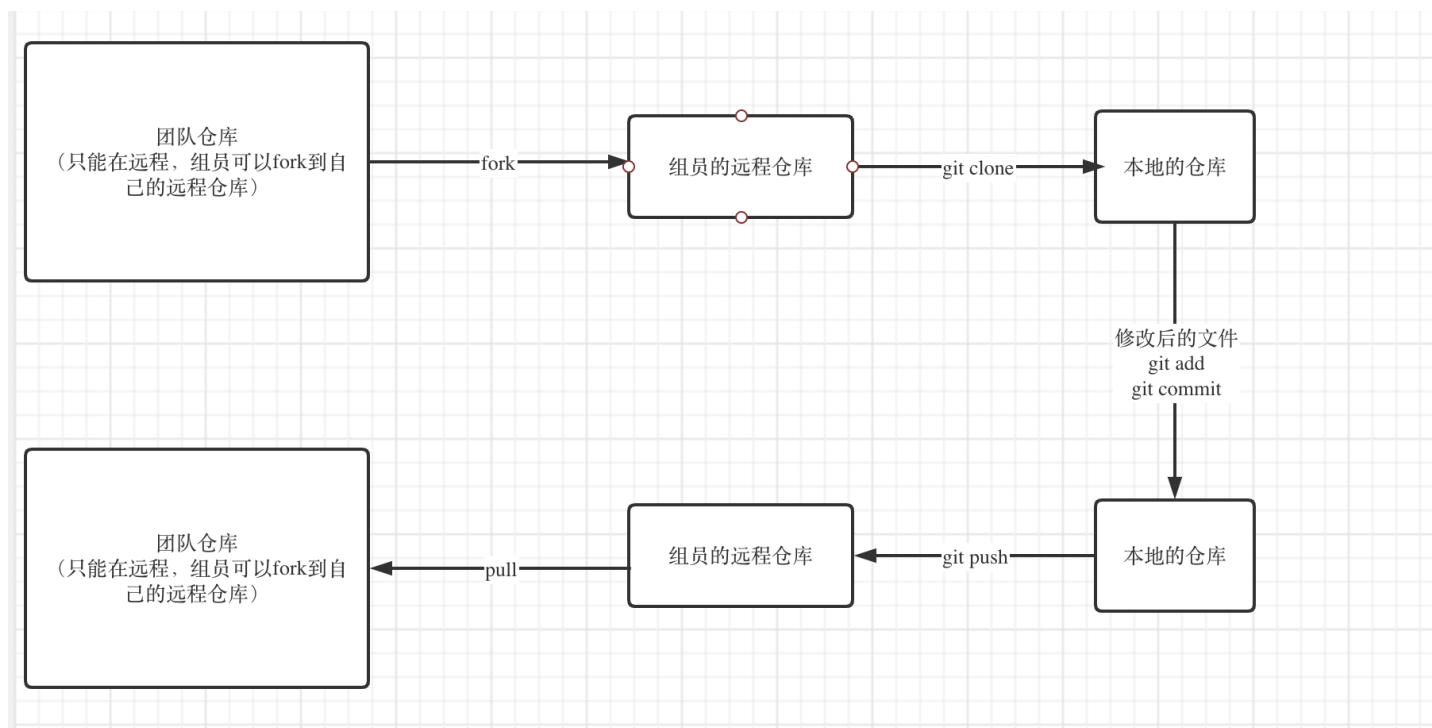 团队仓库
（只能在远程，组员可以fork到自
己的远程仓库）
fork
组员的远程仓库
git clone
本地的仓库
修改后的文件
git add
git commit
团队仓库
（只能在远程，组员可以fork到自
己的远程仓库）
pull
组员的远程仓库
git push
本地的仓库